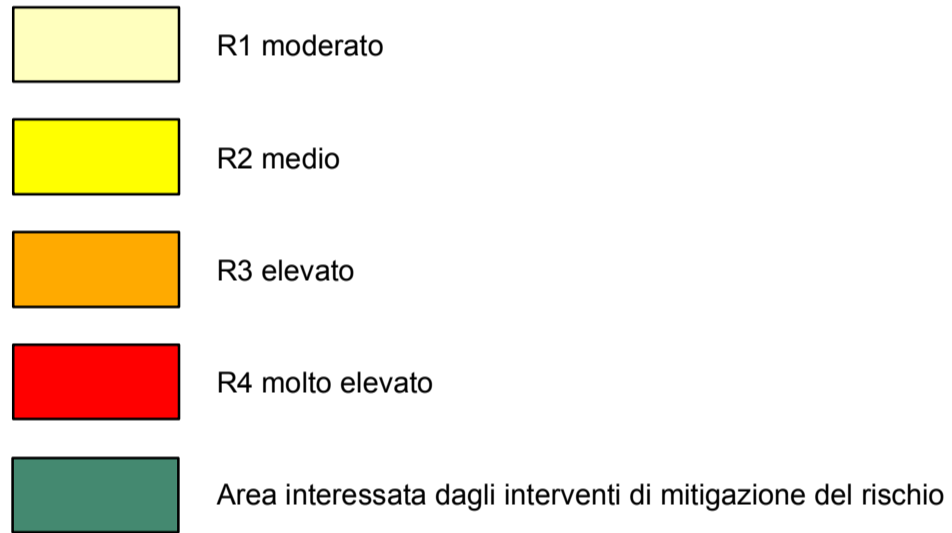 R1 moderato
R2 medio
R3 elevato
R4 molto elevato
Area interessata dagli interventi di mitigazione del rischio